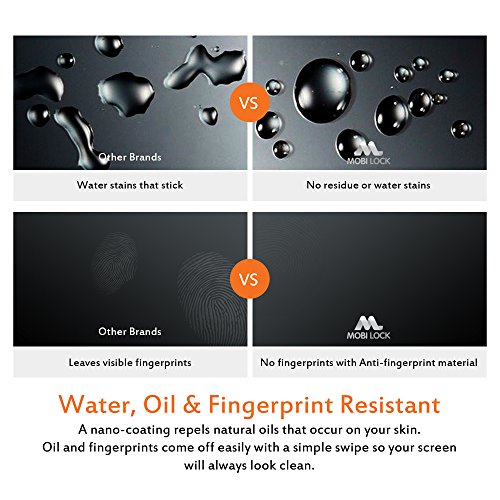 Other Brands
VS
MOBI LOCK
Water stains that stick
No residue or water stains
Other Brands
VS
MOBI LOCK
Leaves visible fingerprints
No fingerprints with Anti-fingerprint material
Water, Oil & Fingerprint Resistant
A nano-coating repels natural oils that occur on your skin.
Oil and fingerprints come off easily with a simple swipe so your screen
will always look clean.